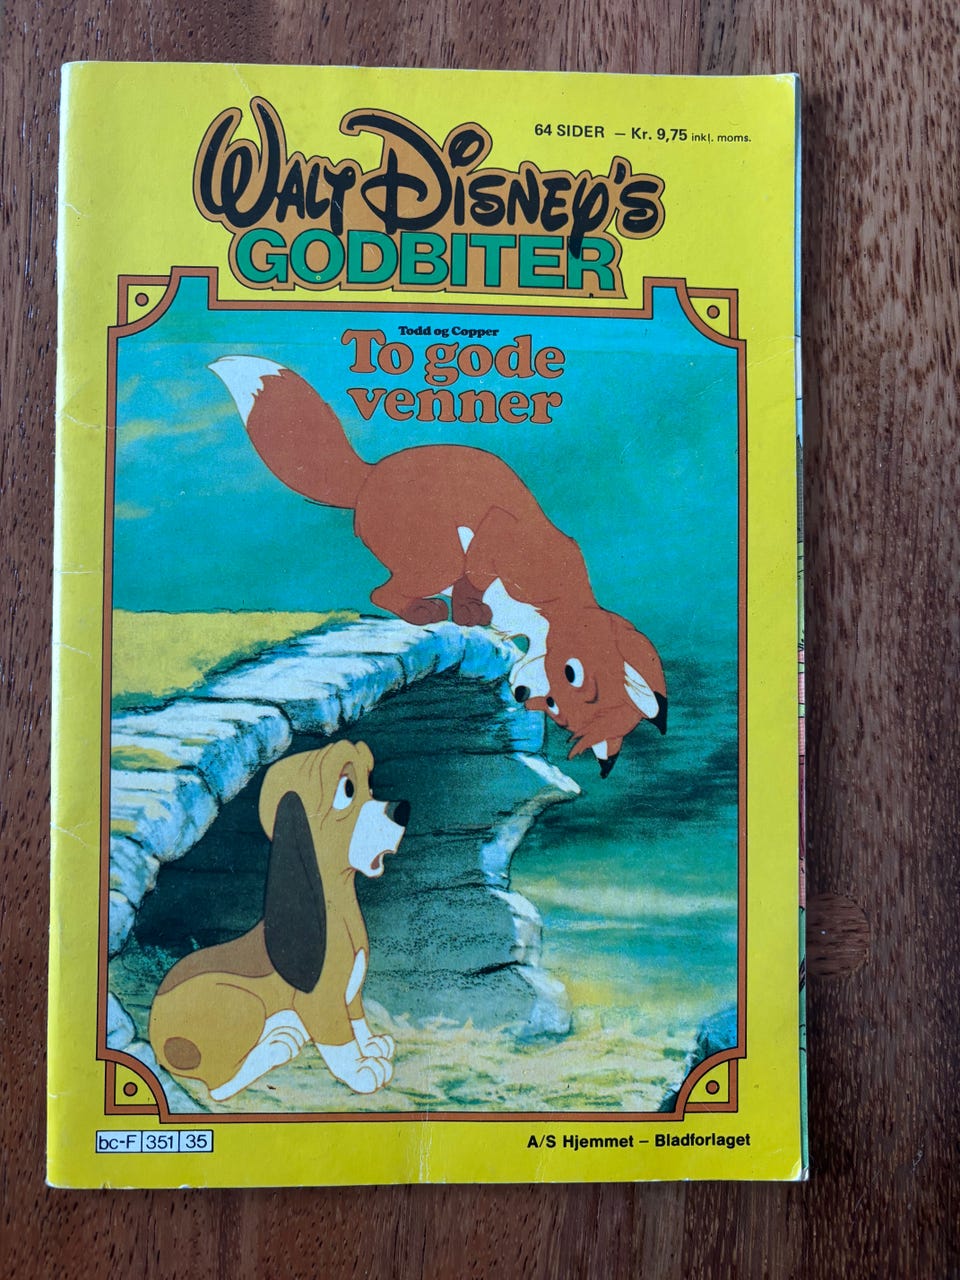 64 SIDER – Kr. 9,75 inkl. moms.
WALT DISNEY'S
GODBITER
Todd og Copper
To gode
venner
bc-F 351 35
A/S Hjemmet – Bladforlaget